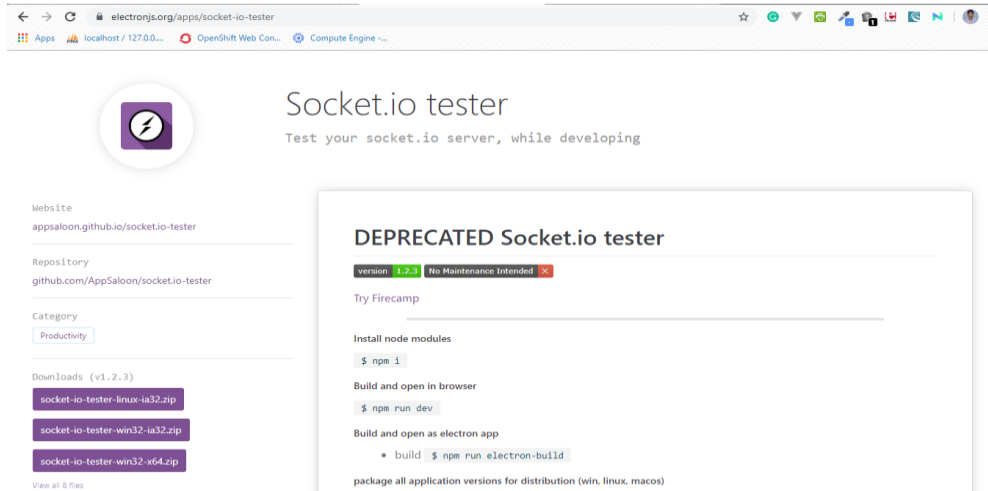 electronjs.org/apps/socket-io-tester
Apps localhost / 127.0.0.... OpenShift Web Con... Compute Engine -...
Socket.io tester
Test your socket.io server, while developing
Website
appsaloon.github.io/socket.io-tester
Repository
github.com/AppSaloon/socket.io-tester
Category
Productivity
Downloads (v1.2.3)
socket-io-tester-linux-ia32.zip
socket-io-tester-win32-ia32.zip
socket-io-tester-win32-x64.zip
View all 8 files
DEPRECATED Socket.io tester
version 1.2.3 No Maintenance Intended ×
Try Firecamp
Install node modules
$ npm i
Build and open in browser
$ npm run dev
Build and open as electron app
• build $ npm run electron-build
package all application versions for distribution (win, linux, macos)